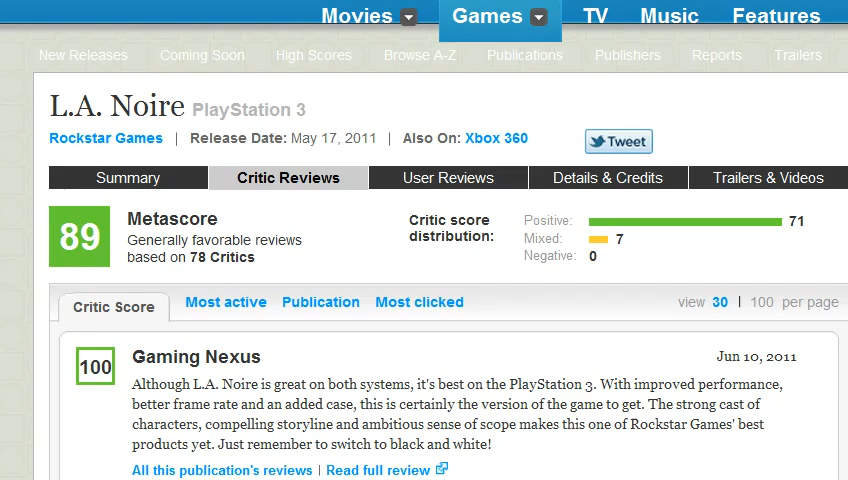 Movies Games TV Music Features
New Releases Coming Soon High Scores Browse A-Z Publications Publishers Reports Trailers
L.A. Noire PlayStation 3
Rockstar Games | Release Date: May 17, 2011 | Also On: Xbox 360
Tweet
Summary Critic Reviews User Reviews Details & Credits Trailers & Videos
89
Metascore
Generally favorable reviews
based on 78 Critics
Critic score
distribution:
Positive: 71
Mixed: 7
Negative: 0
Critic Score Most active Publication Most clicked view 30 | 100 per page
100
Gaming Nexus Jun 10, 2011
Although L.A. Noire is great on both systems, it's best on the PlayStation 3. With improved performance,
better frame rate and an added case, this is certainly the version of the game to get. The strong cast of
characters, compelling storyline and ambitious sense of scope makes this one of Rockstar Games' best
products yet. Just remember to switch to black and white!
All this publication's reviews | Read full review